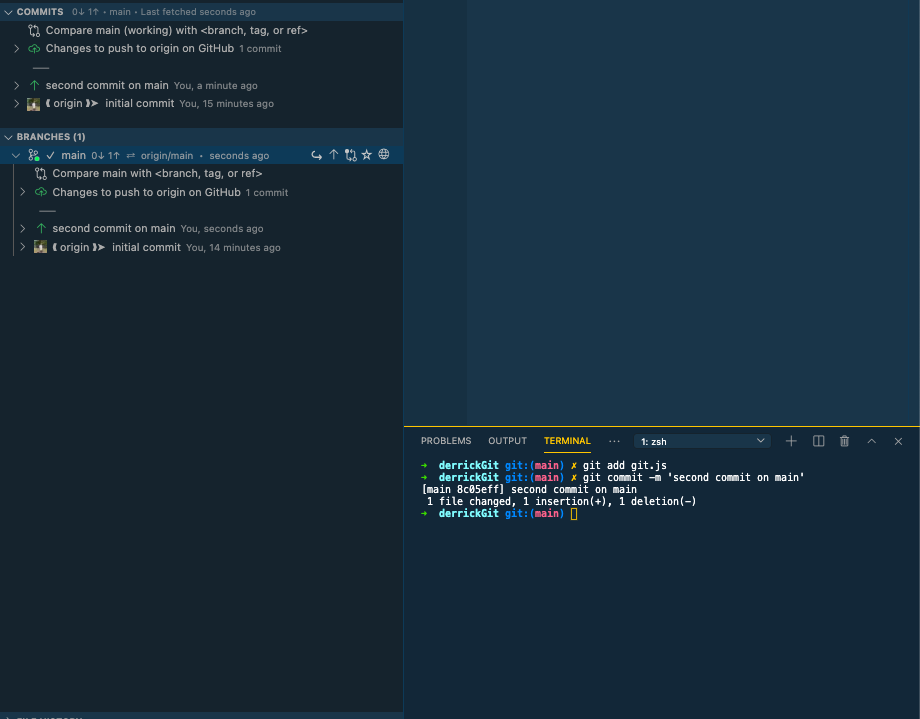 COMMITS 0↓ 1↑ • main • Last fetched seconds ago
Compare main (working) with <branch, tag, or ref>
Changes to push to origin on GitHub 1 commit
second commit on main You, a minute ago
⟪ origin ⟫➤ initial commit You, 15 minutes ago
BRANCHES (1)
main 0↓ 1↑ ⇌ origin/main • seconds ago
Compare main with <branch, tag, or ref>
Changes to push to origin on GitHub 1 commit
second commit on main You, seconds ago
⟪ origin ⟫➤ initial commit You, 14 minutes ago
PROBLEMS OUTPUT TERMINAL ··· 1: zsh
→ derrickGit git:(main) ✗ git add git.js
→ derrickGit git:(main) ✗ git commit -m 'second commit on main'
[main 8c05eff] second commit on main
1 file changed, 1 insertion(+), 1 deletion(-)
→ derrickGit git:(main)